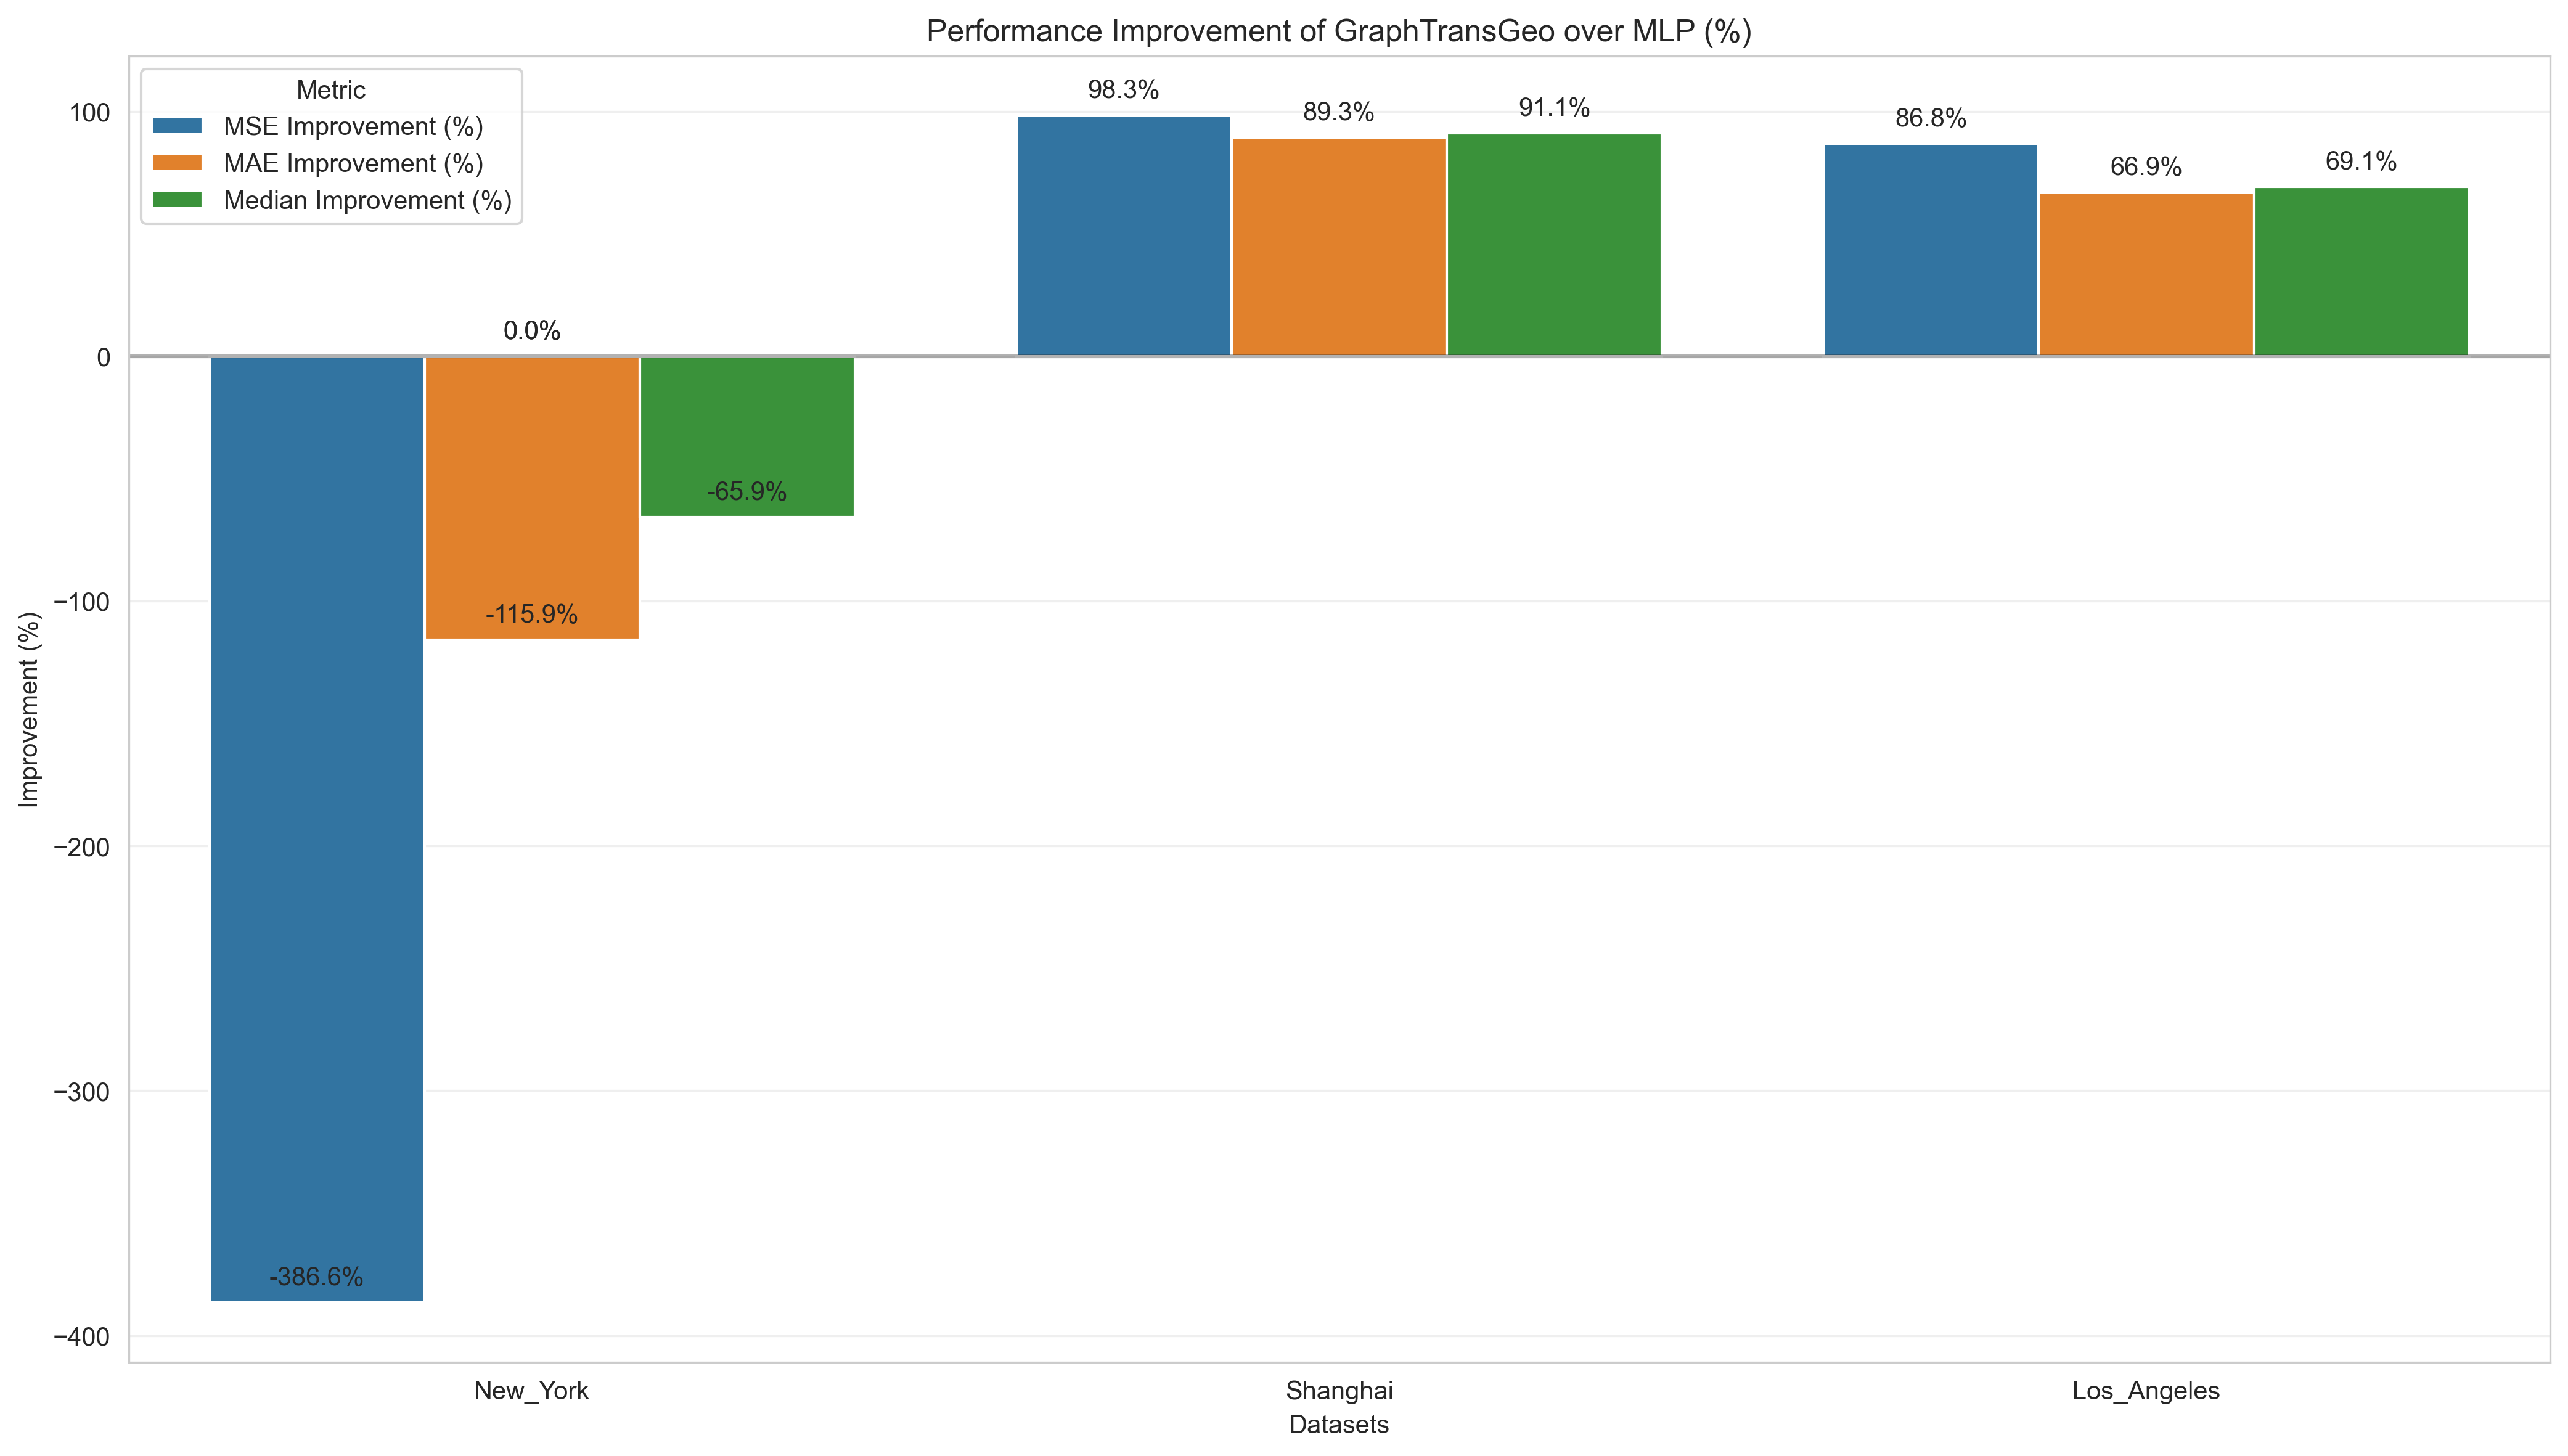 Performance Improvement of GraphTransGeo over MLP (%)
Metric
MSE Improvement (%)
MAE Improvement (%)
Median Improvement (%)
Improvement (%)
100
0
−100
−200
−300
−400
-386.6%
0.0%
-115.9%
-65.9%
98.3%
89.3%
91.1%
86.8%
66.9%
69.1%
New_York
Shanghai
Los_Angeles
Datasets